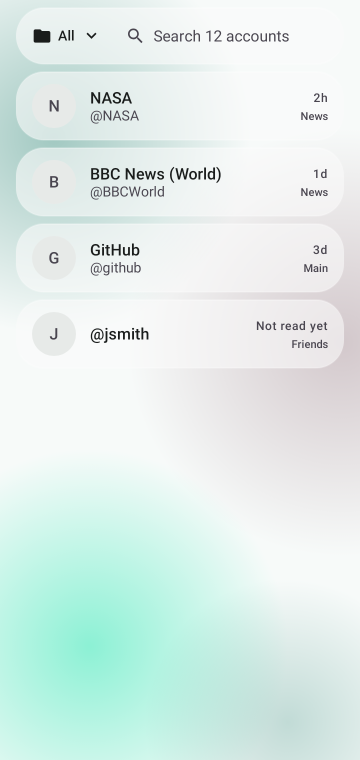 All
Search 12 accounts
N
NASA
@NASA
2h
News
B
BBC News (World)
@BBCWorld
1d
News
G
GitHub
@github
3d
Main
J
@jsmith
Not read yet
Friends